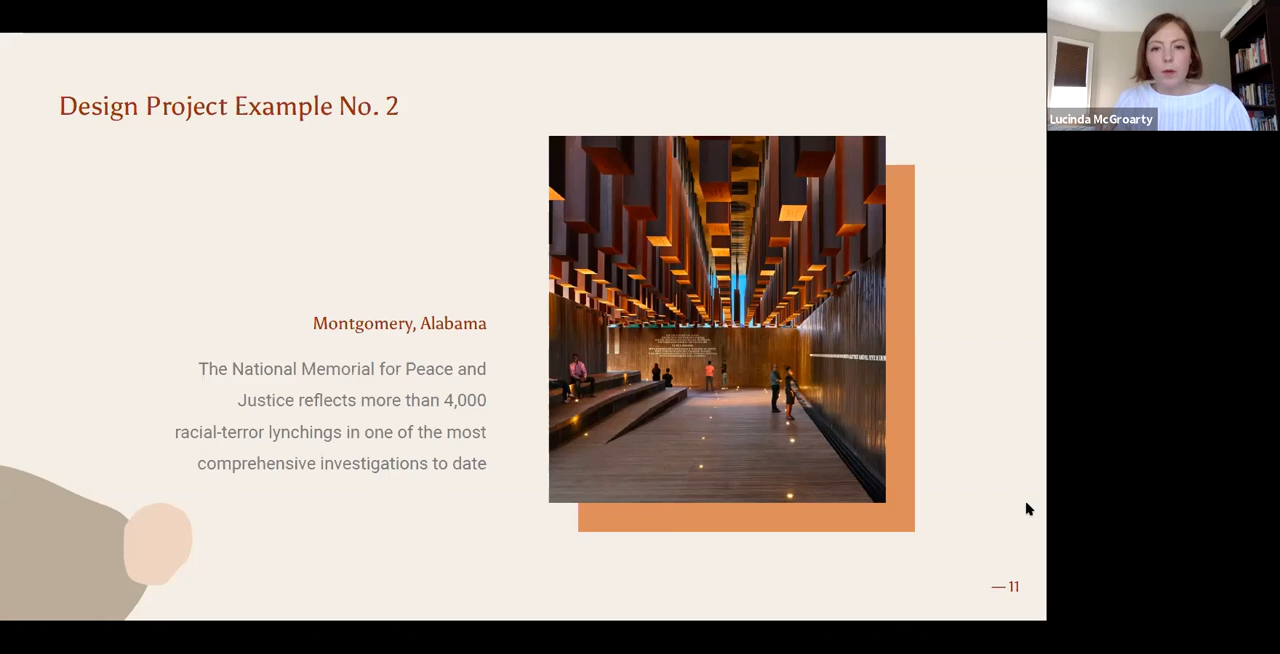 Design Project Example No. 2
Montgomery, Alabama
The National Memorial for Peace and
Justice reflects more than 4,000
racial-terror lynchings in one of the most
comprehensive investigations to date
— 11
Lucinda McGroarty